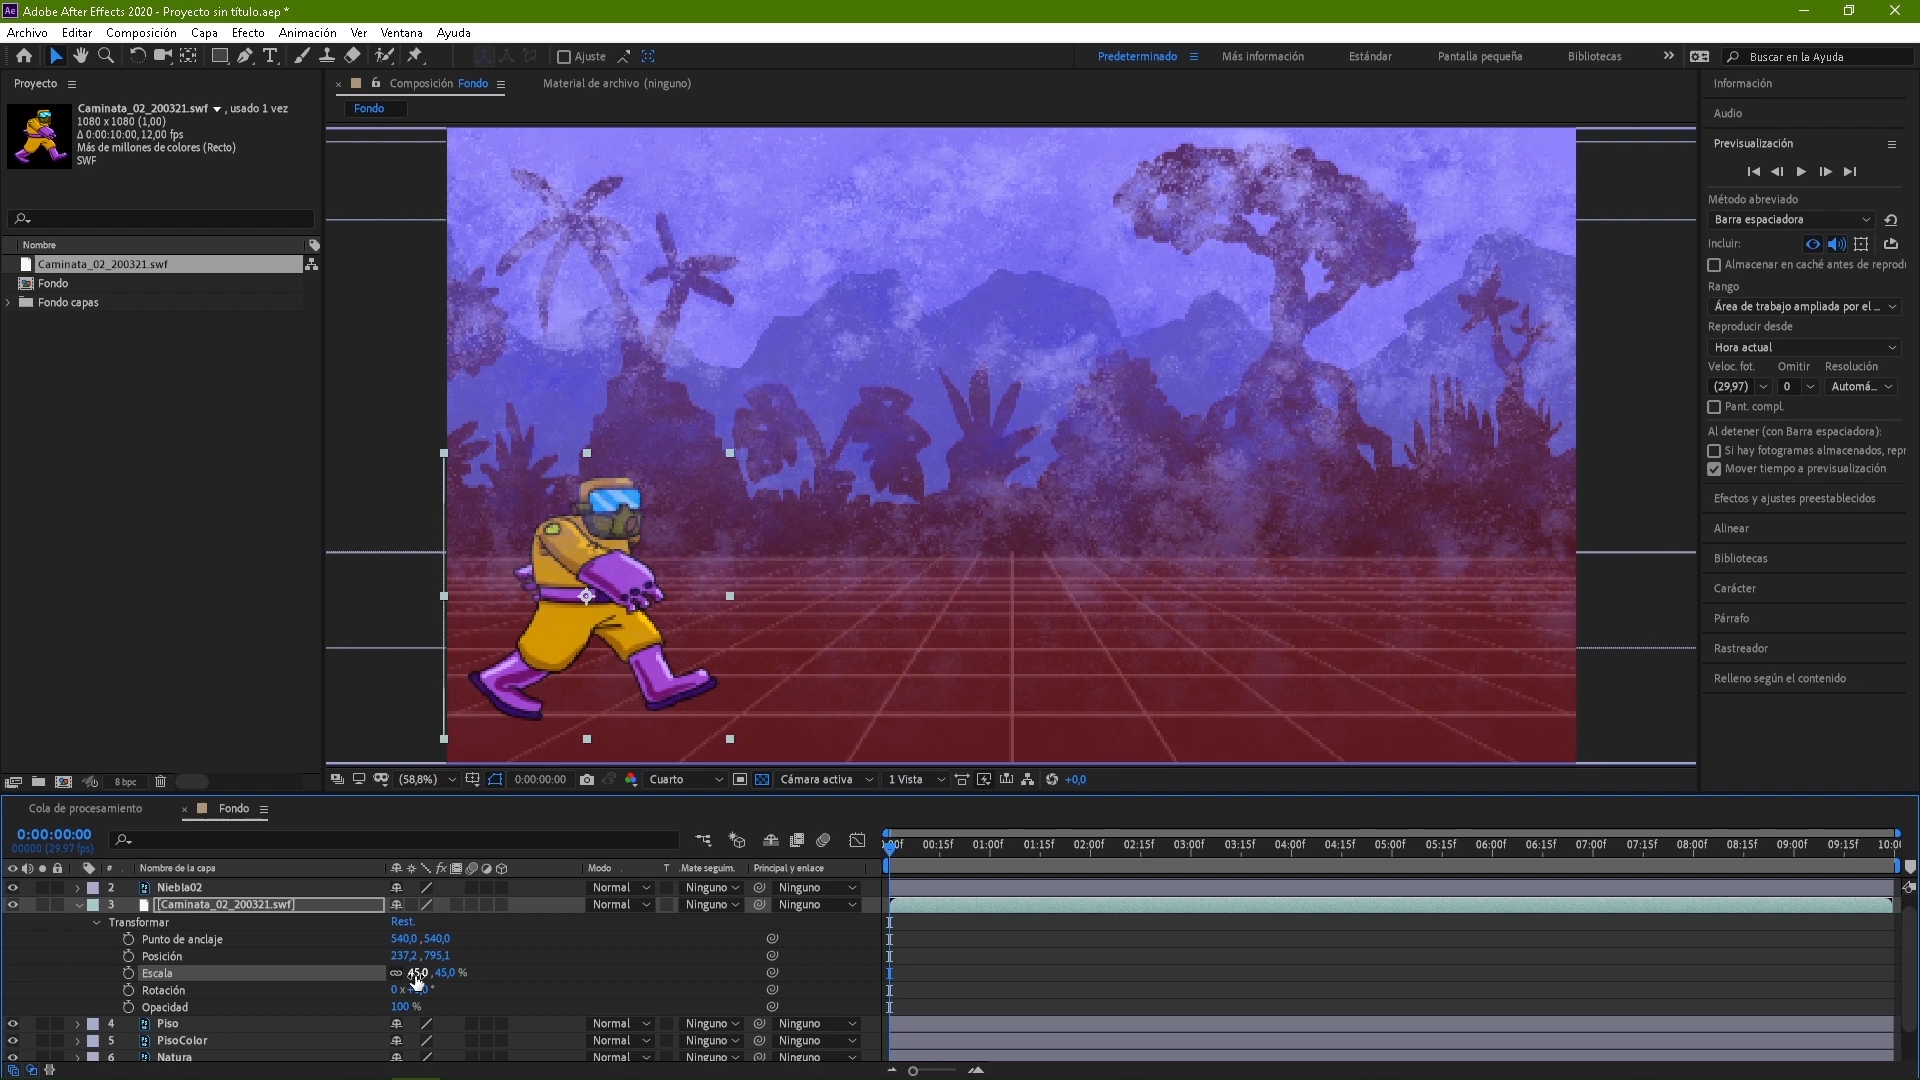 Ae Adobe After Effects 2020 - Proyecto sin título.aep *
Archivo Editar Composición Capa Efecto Animación Ver Ventana Ayuda
Ajuste Predeterminado Más información Estándar Pantalla pequeña Bibliotecas Buscar en la Ayuda
Proyecto
Caminata_02_200321.swf , usado 1 vez
1080 x 1080 (1,00)
Δ 0:00:10:00, 12,00 fps
Más de millones de colores (Recto)
SWF
Nombre
Caminata_02_200321.swf
Fondo
Fondo capas
8 bpc
Composición Fondo Material de archivo (ninguno)
Fondo
(58,8%) 0:00:00:00 Cuarto Cámara activa 1 Vista +0,0
Información
Audio
Previsualización
Método abreviado
Barra espaciadora
Incluir:
Almacenar en caché antes de reprodu
Rango
Área de trabajo ampliada por el ...
Reproducir desde
Hora actual
Veloc. fot. Omitir Resolución
(29,97) 0 Automá...
Pant. compl.
Al detener (con Barra espaciadora):
Si hay fotogramas almacenados, repr
Mover tiempo a previsualización
Efectos y ajustes preestablecidos
Alinear
Bibliotecas
Carácter
Párrafo
Rastreador
Relleno según el contenido
Cola de procesamiento Fondo
0:00:00:00
00000 (29.97 fps)
00f 00:15f 01:00f 01:15f 02:00f 02:15f 03:00f 03:15f 04:00f 04:15f 05:00f 05:15f 06:00f 06:15f 07:00f 07:15f 08:00f 08:15f 09:00f 09:15f 10:00
# Nombre de la capa fx Modo T .Mate seguim. Principal y enlace
2 Niebla02 Normal Ninguno Ninguno
3 [Caminata_02_200321.swf] Normal Ninguno Ninguno
Transformar Rest.
Punto de anclaje 540,0 ,540,0
Posición 237,2 ,795,1
Escala 45,0 ,45,0 %
Rotación 0 x
Opacidad 100 %
4 Piso Normal Ninguno Ninguno
5 PisoColor Normal Ninguno Ninguno
6 Natura Normal Ninguno Ninguno